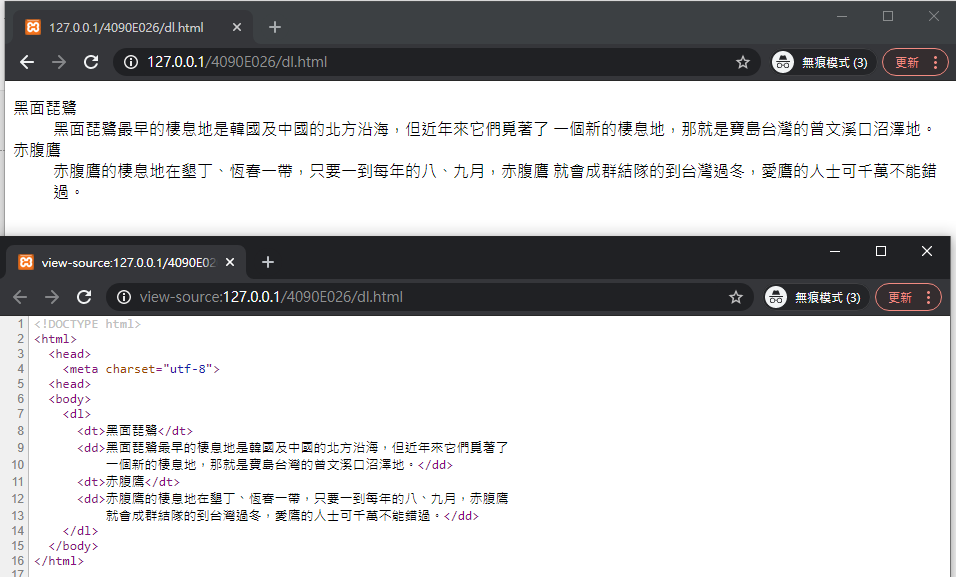 127.0.0.1/4090E026/dl.html
127.0.0.1/4090E026/dl.html
無痕模式 (3)
更新
黑面琵鷺
黑面琵鷺最早的棲息地是韓國及中國的北方沿海，但近年來它們覓著了 一個新的棲息地，那就是寶島台灣的曾文溪口沼澤地。
赤腹鷹
赤腹鷹的棲息地在墾丁、恆春一帶，只要一到每年的八、九月，赤腹鷹 就會成群結隊的到台灣過冬，愛鷹的人士可千萬不能錯
過。
view-source:127.0.0.1/4090E02
view-source:127.0.0.1/4090E026/dl.html
無痕模式 (3)
更新
1 <!DOCTYPE html>
2 <html>
3 <head>
4 <meta charset="utf-8">
5 <head>
6 <body>
7 <dl>
8 <dt>黑面琵鷺</dt>
9 <dd>黑面琵鷺最早的棲息地是韓國及中國的北方沿海，但近年來它們覓著了
10 一個新的棲息地，那就是寶島台灣的曾文溪口沼澤地。</dd>
11 <dt>赤腹鷹</dt>
12 <dd>赤腹鷹的棲息地在墾丁、恆春一帶，只要一到每年的八、九月，赤腹鷹
13 就會成群結隊的到台灣過冬，愛鷹的人士可千萬不能錯過。</dd>
14 </dl>
15 </body>
16 </html>
17